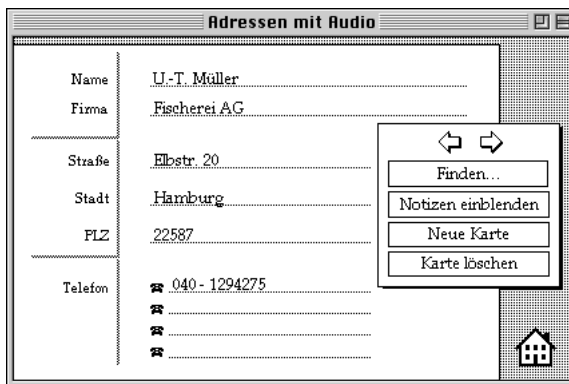 Adressen mit Audio
Name U.-T. Müller
Firma Fischerei AG
Straße Elbstr. 20
Stadt Hamburg
PLZ 22587
Telefon 040 - 1294275
Finden...
Notizen einblenden
Neue Karte
Karte löschen